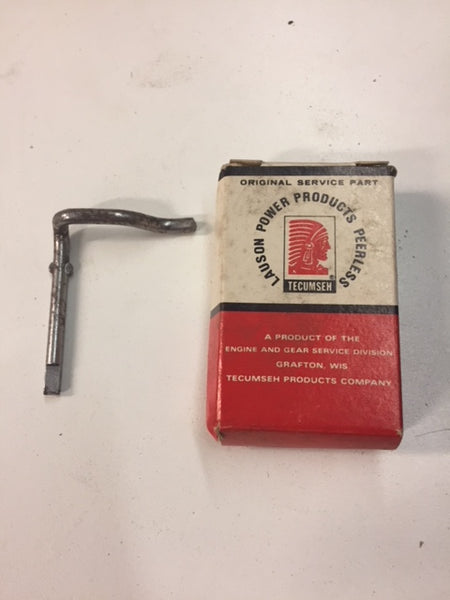 ORIGINAL SERVICE PART
LAUSON POWER PRODUCTS PEERLESS
®
TECUMSEH
A PRODUCT OF THE
ENGINE AND GEAR SERVICE DIVISION
GRAFTON, WIS
TECUMSEH PRODUCTS COMPANY